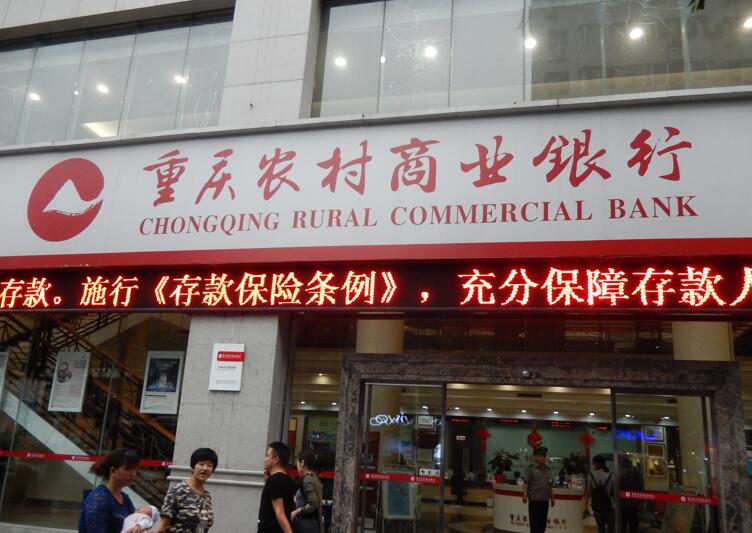 重庆农村商业银行
CHONGQING RURAL COMMERCIAL BANK
存款。施行《存款保险条例》，充分保障存款人